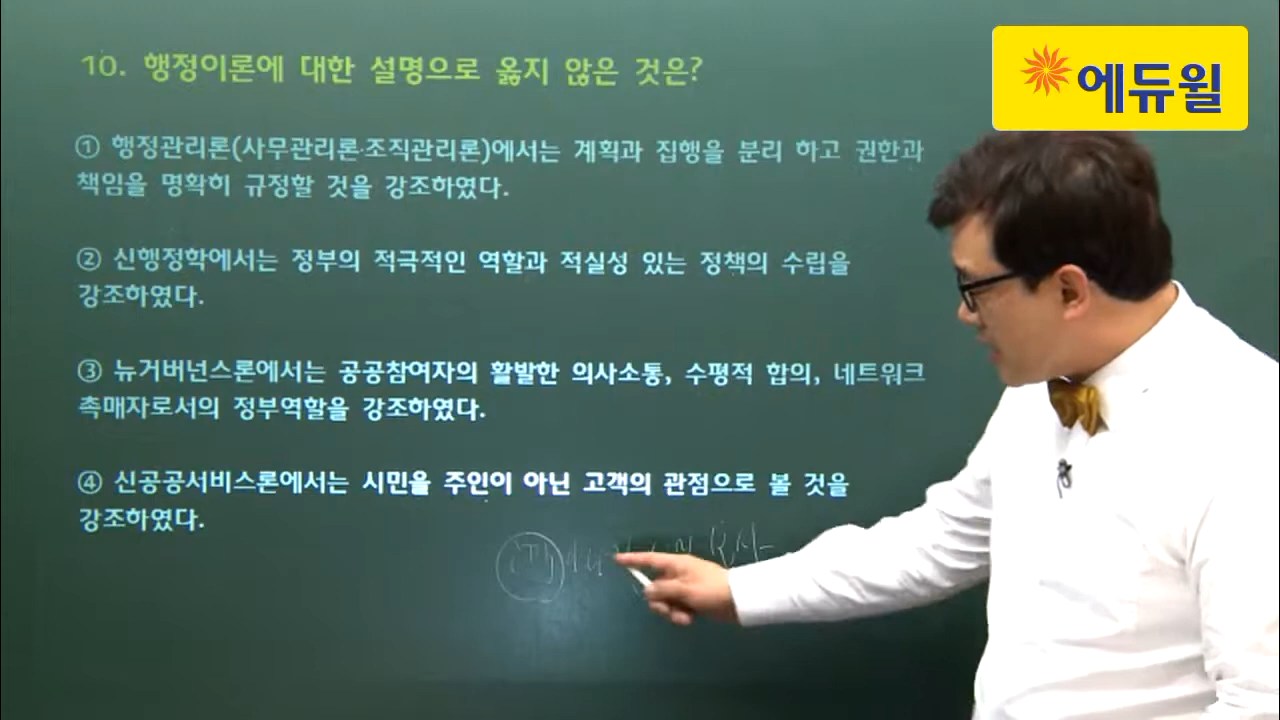 10. 행정이론에 대한 설명으로 옳지 않은 것은?
에듀윌
① 행정관리론(사무관리론·조직관리론)에서는 계획과 집행을 분리 하고 권한과
책임을 명확히 규정할 것을 강조하였다.
② 신행정학에서는 정부의 적극적인 역할과 적실성 있는 정책의 수립을
강조하였다.
③ 뉴거버넌스론에서는 공공참여자의 활발한 의사소통, 수평적 합의, 네트워크
촉매자로서의 정부역할을 강조하였다.
④ 신공공서비스론에서는 시민을 주인이 아닌 고객의 관점으로 볼 것을
강조하였다.